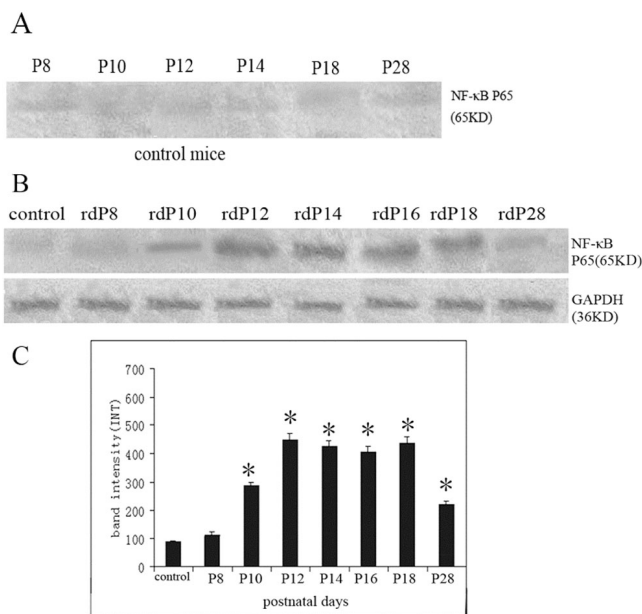 A
P8 P10 P12 P14 P18 P28
NF-κB P65
(65KD)
control mice
B
control rdP8 rdP10 rdP12 rdP14 rdP16 rdP18 rdP28
NF-κB
P65(65KD)
GAPDH
(36KD)
C
700
600
500
400
300
200
100
00
band intensity(INT)
* * * * * *
control P8 P10 P12 P14 P16 P18 P28
postnatal days